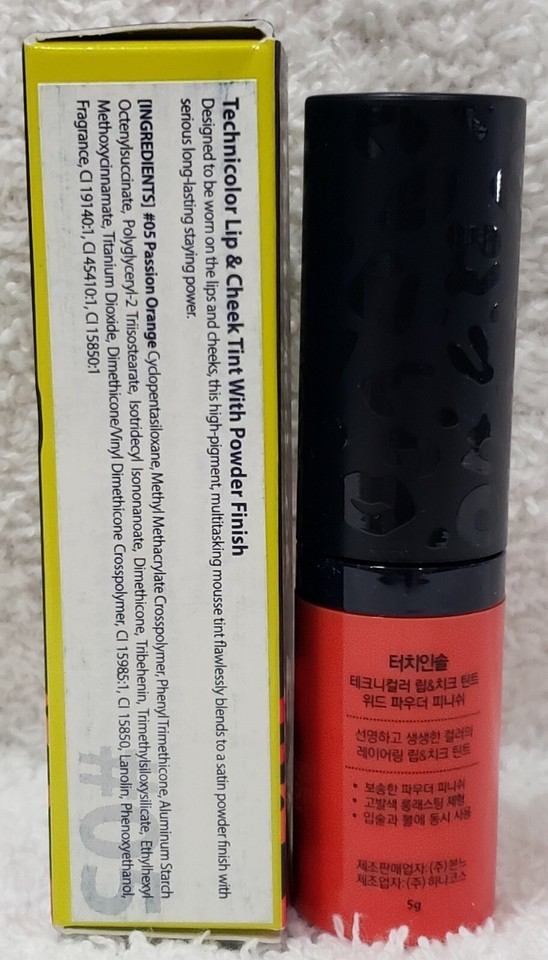 Technicolor Lip & Cheek Tint With Powder Finish
Designed to be worn on the lips and cheeks, this high-pigment, multitasking mousse tint flawlessly blends to a satin powder finish with
serious long-lasting staying power.
[INGREDIENTS] #05 Passion Orange Cyclopentasiloxane, Methyl Methacrylate Crosspolymer, Phenyl Trimethicone, Aluminum Starch
Octenylsuccinate, Polyglyceryl-2 Triisostearate, Isotridecyl Isononanoate, Dimethicone, Tribehenin, Trimethylsiloxysilicate, Ethylhexyl
Methoxycinnamate, Titanium Dioxide, Dimethicone/Vinyl Dimethicone Crosspolymer, CI 15985:1, CI 15850, Lanolin, Phenoxyethanol,
Fragrance, CI 19140:1, CI 45410:1, CI 15850:1
#05
터치인솔
테크니컬러 립&치크 틴트
위드 파우더 피니쉬
선명하고 생생한 컬러의
레이어링 립&치크 틴트
• 보송한 파우더 피니쉬
• 고발색 롱래스팅 제형
• 입술과 볼에 동시 사용
제조판매업자: (주)본느
제조업자: (주) 하나코스
5g